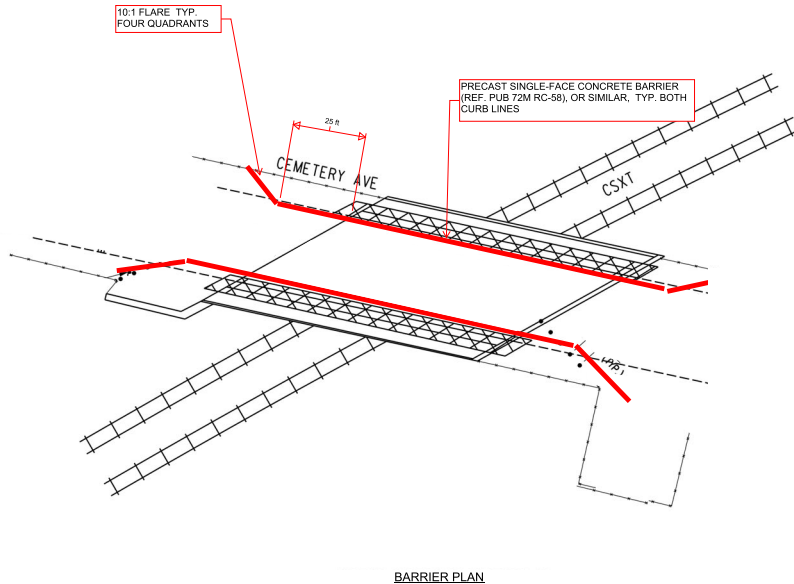 10:1 FLARE TYP.
FOUR QUADRANTS
PRECAST SINGLE-FACE CONCRETE BARRIER
(REF. PUB 72M RC-58), OR SIMILAR, TYP. BOTH
CURB LINES
25 ft
CEMETERY AVE
CSXT
BARRIER PLAN